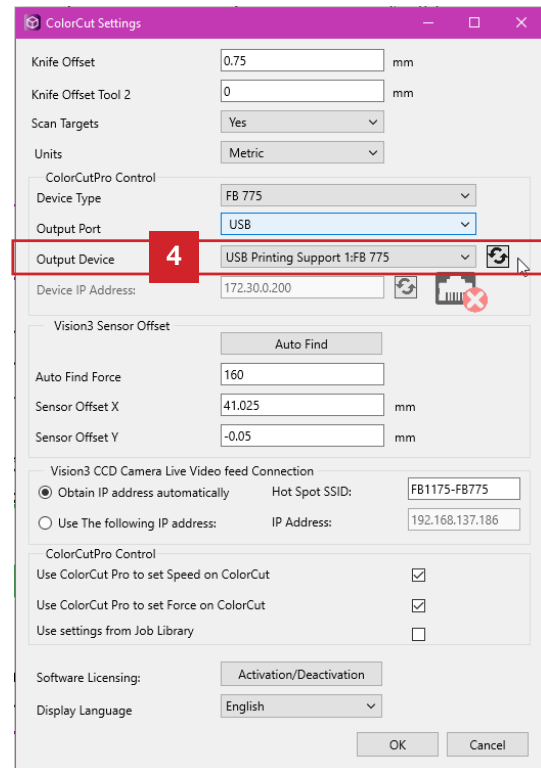 ColorCut Settings
Knife Offset 0.75 mm
Knife Offset Tool 2 0 mm
Scan Targets Yes
Units Metric
ColorCutPro Control
Device Type FB 775
Output Port USB
Output Device 4 USB Printing Support 1:FB 775
Device IP Address: 172.30.0.200
Vision3 Sensor Offset
Auto Find
Auto Find Force 160
Sensor Offset X 41.025 mm
Sensor Offset Y -0.05 mm
Vision3 CCD Camera Live Video feed Connection
Obtain IP address automatically Hot Spot SSID: FB1175-FB775
Use The following IP address: IP Address: 192.168.137.186
ColorCutPro Control
Use ColorCut Pro to set Speed on ColorCut
Use ColorCut Pro to set Force on ColorCut
Use settings from Job Library
Software Licensing: Activation/Deactivation
Display Language English
OK Cancel